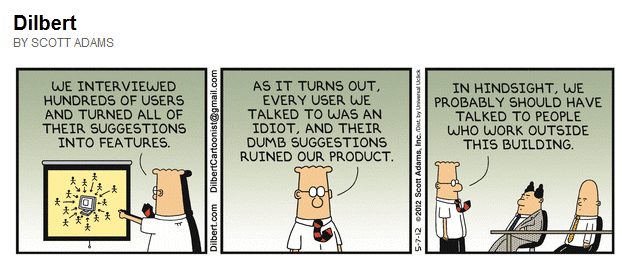 Dilbert
BY SCOTT ADAMS
WE INTERVIEWED
HUNDREDS OF USERS
AND TURNED ALL OF
THEIR SUGGESTIONS
INTO FEATURES.
Dilbert.com DilbertCartoonist@gmail.com
AS IT TURNS OUT,
EVERY USER WE
TALKED TO WAS AN
IDIOT, AND THEIR
DUMB SUGGESTIONS
RUINED OUR PRODUCT.
5-7-12 ©2012 Scott Adams, Inc. /Dist. by Universal Uclick
IN HINDSIGHT, WE
PROBABLY SHOULD HAVE
TALKED TO PEOPLE
WHO WORK OUTSIDE
THIS BUILDING.